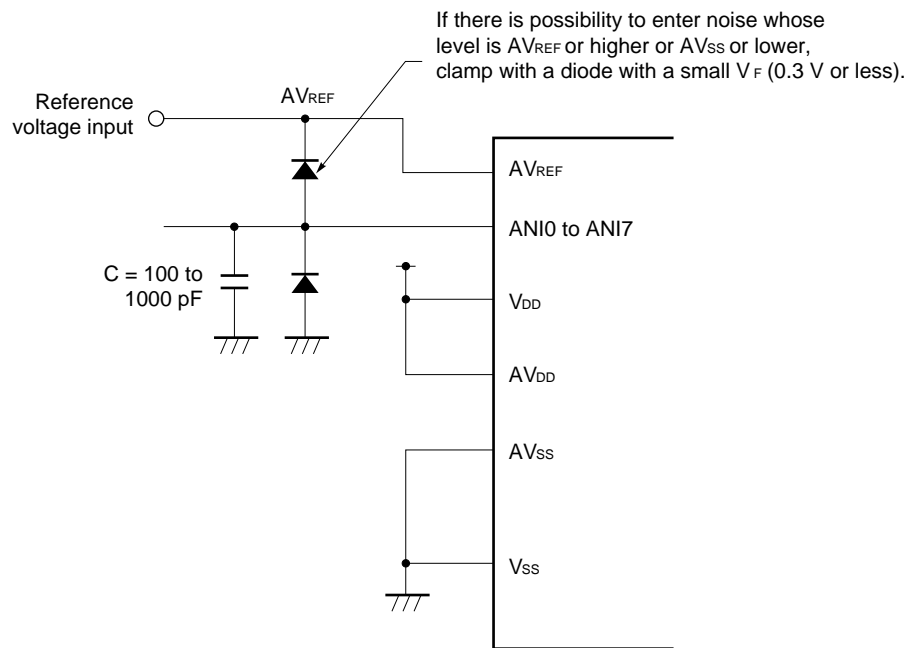 If there is possibility to enter noise whose
level is AVREF or higher or AVSS or lower,
clamp with a diode with a small VF (0.3 V or less).
Reference
voltage input
AVREF
AVREF
ANI0 to ANI7
C = 100 to
1000 pF
VDD
AVDD
AVSS
VSS